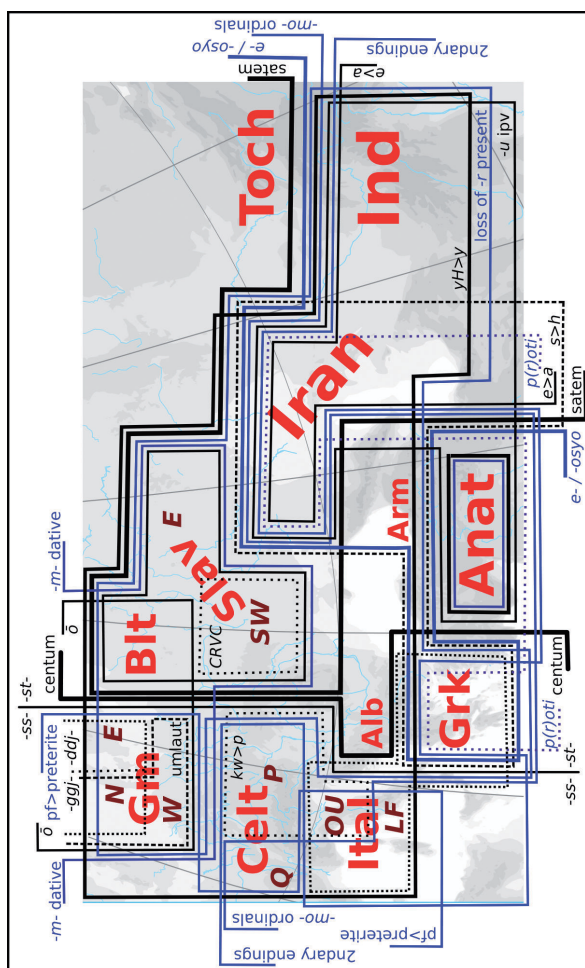 -mo- ordinals
e- / -osyo
satem
2ndary endings
e>a
Toch
Ind
-u ipv
loss of -r present
yH>y
Iran
s>h
p(r)oti
e>a
satem
e- / -osyo
Arm
Anat
-m- dative
ō
centum
-ss- -st-
Blt
Slav
E
SW
CRVC
Alb
Grk
centum
p(r)oti
-ss- -st-
ō
pf>preterite
-ggj- -ddj-
umlaut
Gm
N
E
W
-m- dative
kw>p
Celt
P
Q
Ital
OU
LF
-mo- ordinals
2ndary endings
pf>preterite